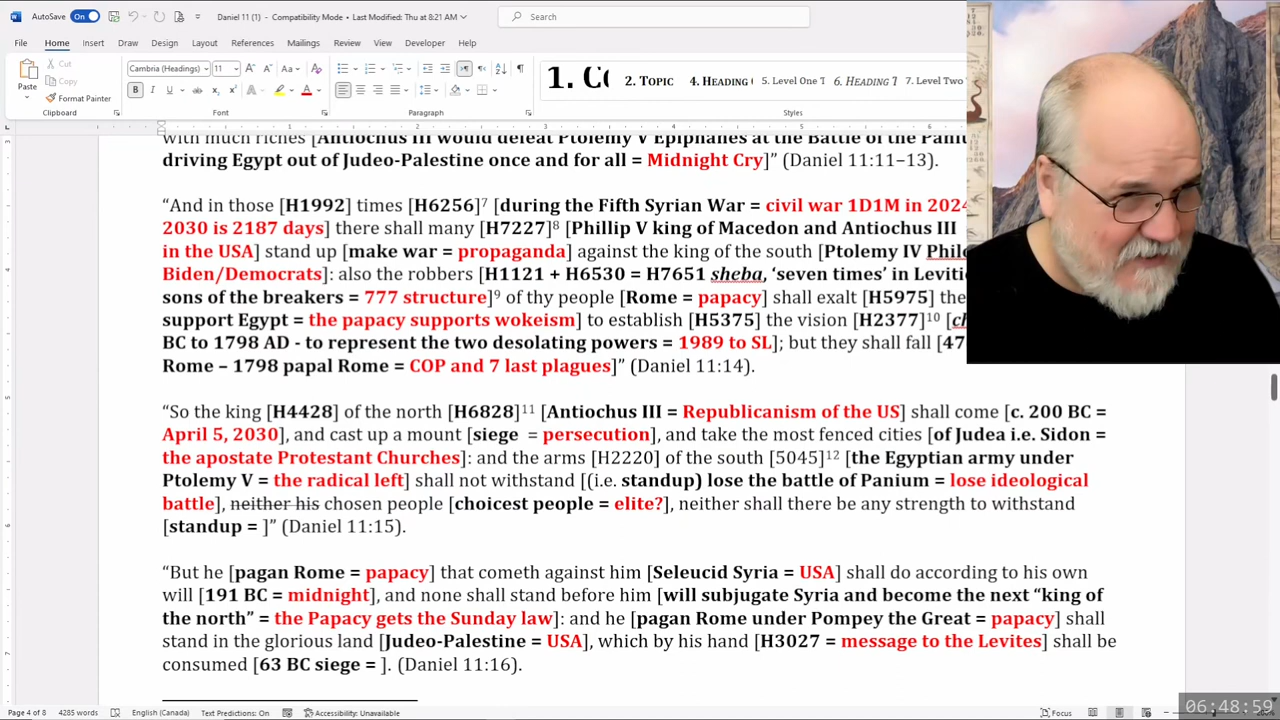 AutoSave On Daniel 11 (1) - Compatibility Mode • Last Modified: Thu at 8:21 AM Search
File Home Insert Draw Design Layout References Mailings Review View Developer Help
Paste Cut Copy Format Painter Cambria (Headings) 11 1. 2. Topic 4. Heading 5. Level One T 6. Heading T 7. Level Two
Clipboard Font Paragraph Styles
with much riches [Antiochus III would defeat Ptolemy V Epiphanes at the Battle of the
driving Egypt out of Judeo-Palestine once and for all = Midnight Cry]” (Daniel 11:11–13).
“And in those [H1992] times [H6256]7 [during the Fifth Syrian War = civil war 1D1M in
2030 is 2187 days] there shall many [H7227]8 [Phillip V king of Macedon and Antiochus III
in the USA] stand up [make war = propaganda] against the king of the south [Ptolemy IV
Biden/Democrats]: also the robbers [H1121 + H6530 = H7651 sheba, ‘seven times’ in
sons of the breakers = 777 structure]9 of thy people [Rome = papacy] shall exalt [H5975]
support Egypt = the papacy supports wokeism] to establish [H5375] the vision [H2377]10
BC to 1798 AD - to represent the two desolating powers = 1989 to SL]; but they shall fall
Rome – 1798 papal Rome = COP and 7 last plagues]” (Daniel 11:14).
“So the king [H4428] of the north [H6828]11 [Antiochus III = Republicanism of the US] shall come [c. 200 BC =
April 5, 2030], and cast up a mount [siege = persecution], and take the most fenced cities [of Judea i.e. Sidon =
the apostate Protestant Churches]: and the arms [H2220] of the south [5045]12 [the Egyptian army under
Ptolemy V = the radical left] shall not withstand [(i.e. standup) lose the battle of Panium = lose ideological
battle], neither his chosen people [choicest people = elite?], neither shall there be any strength to withstand
[standup = ]” (Daniel 11:15).
“But he [pagan Rome = papacy] that cometh against him [Seleucid Syria = USA] shall do according to his own
will [191 BC = midnight], and none shall stand before him [will subjugate Syria and become the next “king of
the north” = the Papacy gets the Sunday law]: and he [pagan Rome under Pompey the Great = papacy] shall
stand in the glorious land [Judeo-Palestine = USA], which by his hand [H3027 = message to the Levites] shall be
consumed [63 BC siege = ]. (Daniel 11:16).
Page 4 of 8 4285 words English (Canada) Text Predictions: On Accessibility: Unavailable Focus
06:48:59